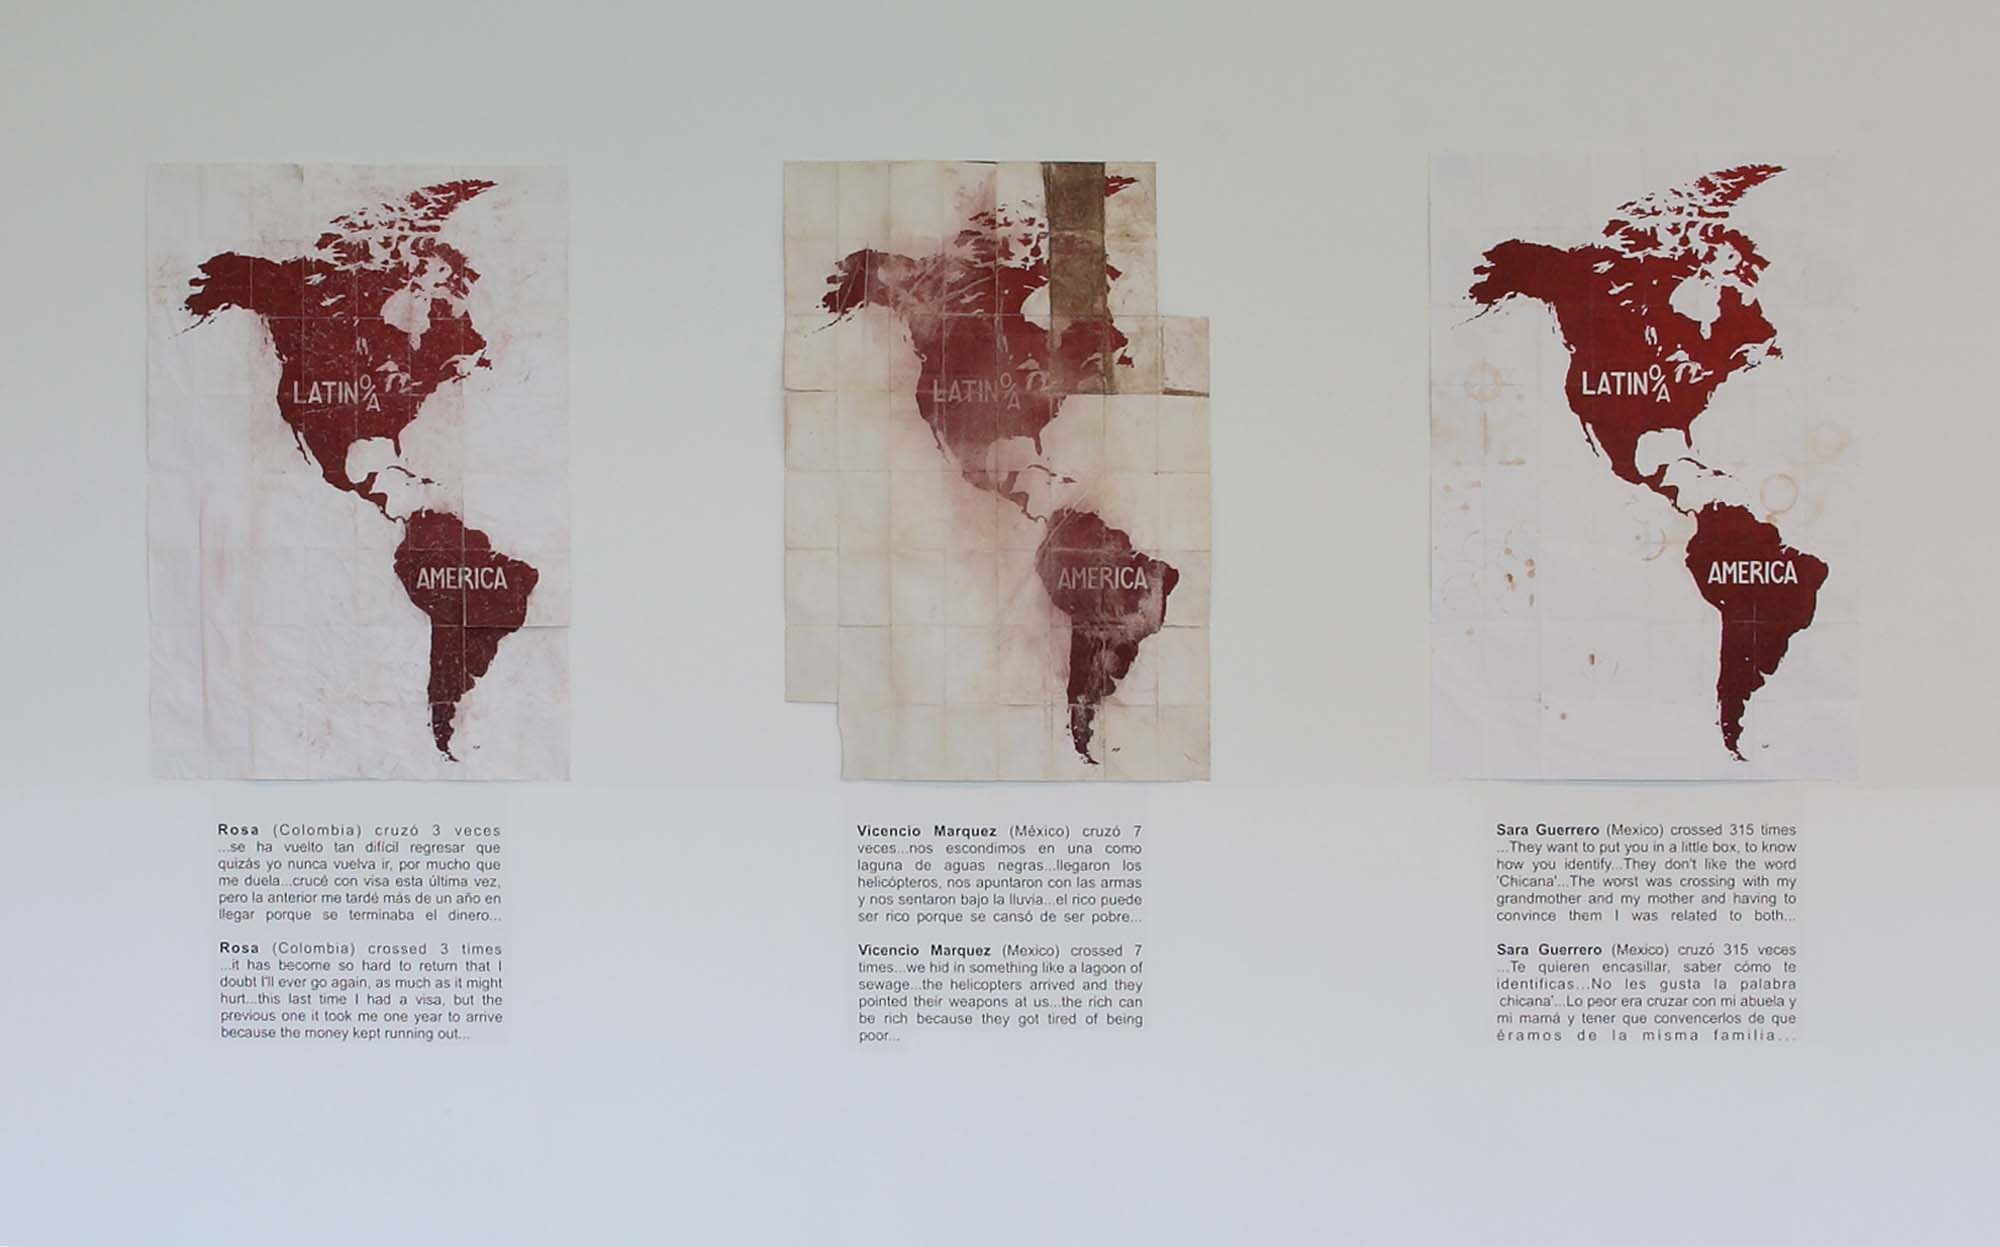 LATINO/A
AMERICA
Rosa (Colombia) cruzó 3 veces
...se ha vuelto tan difícil regresar que
quizás yo nunca vuelva ir, por mucho que
me duela...crucé con visa esta última vez,
pero la anterior me tardé más de un año en
llegar porque se terminaba el dinero...
Rosa (Colombia) crossed 3 times
...it has become so hard to return that I
doubt I'll ever go again, as much as it might
hurt...this last time I had a visa, but the
previous one it took me one year to arrive
because the money kept running out...
LATINO/A
AMERICA
Vicencio Marquez (México) cruzó 7
veces...nos escondimos en una como
laguna de aguas negras...llegaron los
helicópteros, nos apuntaron con las armas
y nos sentaron bajo la lluvia...el rico puede
ser rico porque se cansó de ser pobre...
Vicencio Marquez (Mexico) crossed 7
times...we hid in something like a lagoon of
sewage...the helicopters arrived and they
pointed their weapons at us...the rich can
be rich because they got tired of being
poor...
LATINO/A
AMERICA
Sara Guerrero (Mexico) crossed 315 times
...They want to put you in a little box, to know
how you identify...They don't like the word
'Chicana'...The worst was crossing with my
grandmother and my mother and having to
convince them I was related to both...
Sara Guerrero (Mexico) cruzó 315 veces
...Te quieren encasillar, saber cómo te
identificas...No les gusta la palabra
chicana'...Lo peor era cruzar con mi abuela y
mi mamá y tener que convencerlos de que
éramos de la misma familia...